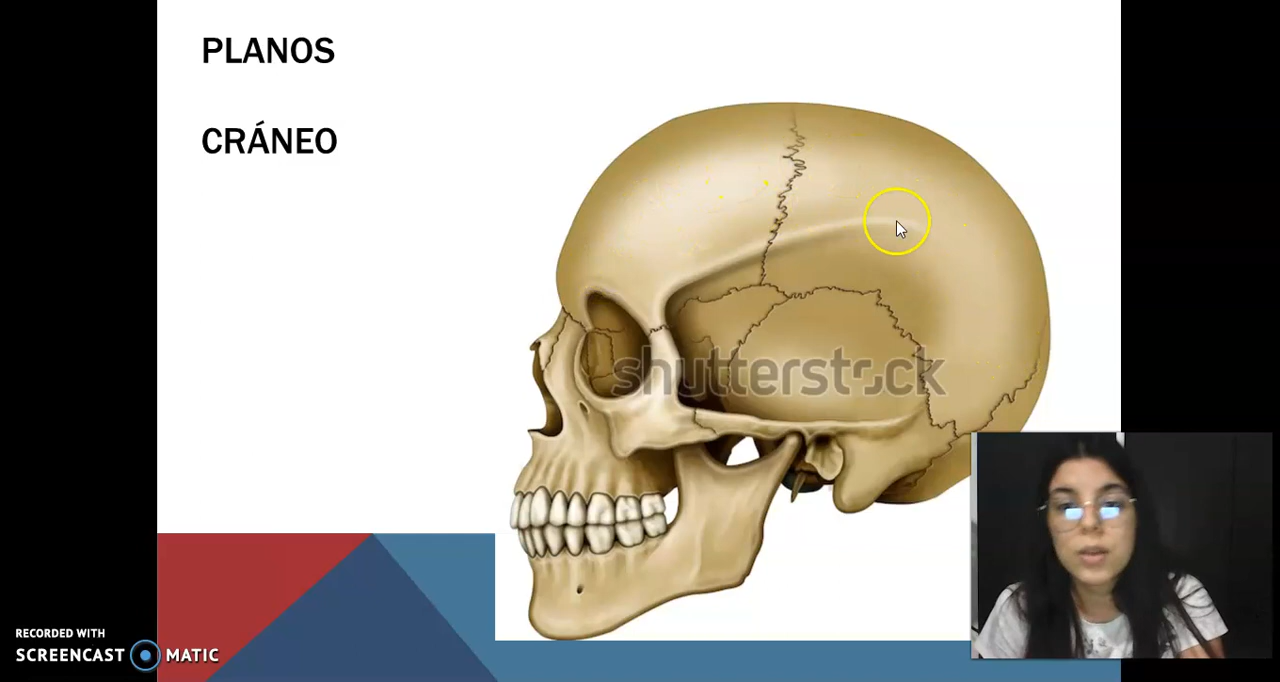 PLANOS
CRÁNEO
shutterstock
RECORDED WITH
SCREENCAST MATIC